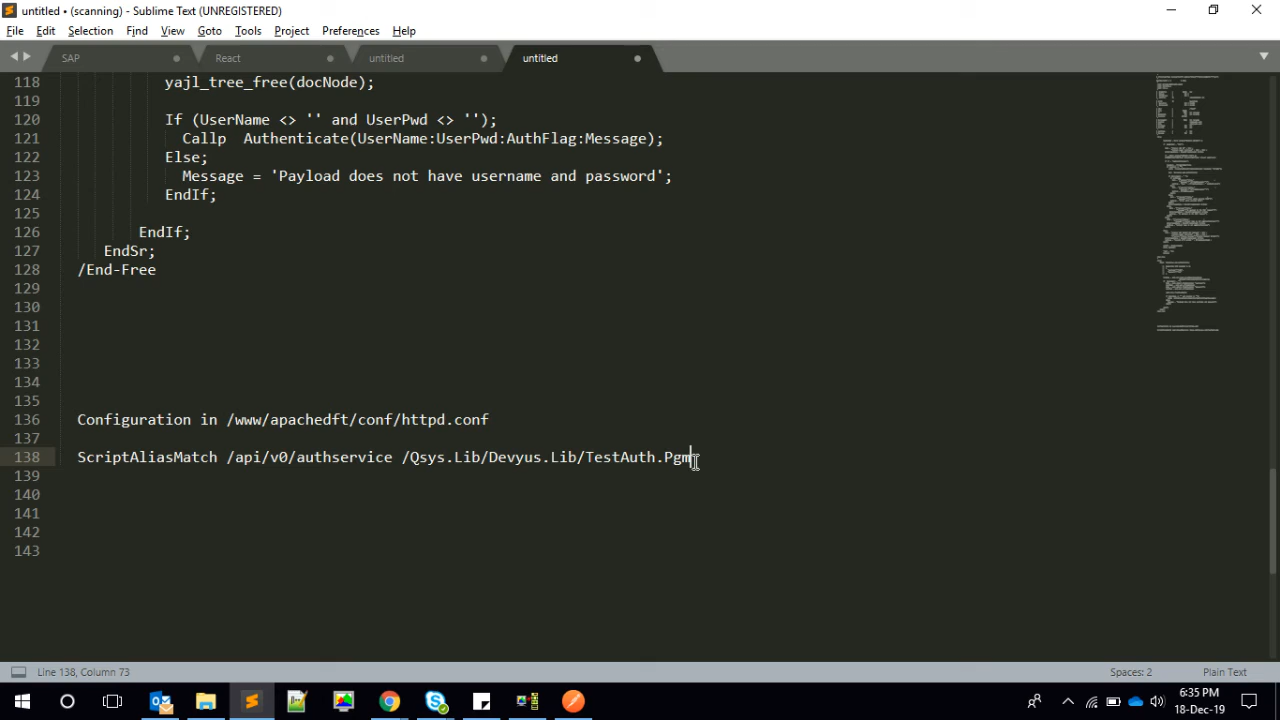 untitled • (scanning) - Sublime Text (UNREGISTERED)
File Edit Selection Find View Goto Tools Project Preferences Help
SAP React untitled untitled
118 yajl_tree_free(docNode);
119
120 If (UserName <> '' and UserPwd <> '');
121 Callp Authenticate(UserName:UserPwd:AuthFlag:Message);
122 Else;
123 Message = 'Payload does not have username and password';
124 EndIf;
125
126 EndIf;
127 EndSr;
128 /End-Free
129
130
131
132
133
134
135
136 Configuration in /www/apachedft/conf/httpd.conf
137
138 ScriptAliasMatch /api/v0/authservice /Qsys.Lib/Devyus.Lib/TestAuth.Pgm
139
140
141
142
143
Line 138, Column 73 Spaces: 2 Plain Text
6:35 PM
18-Dec-19